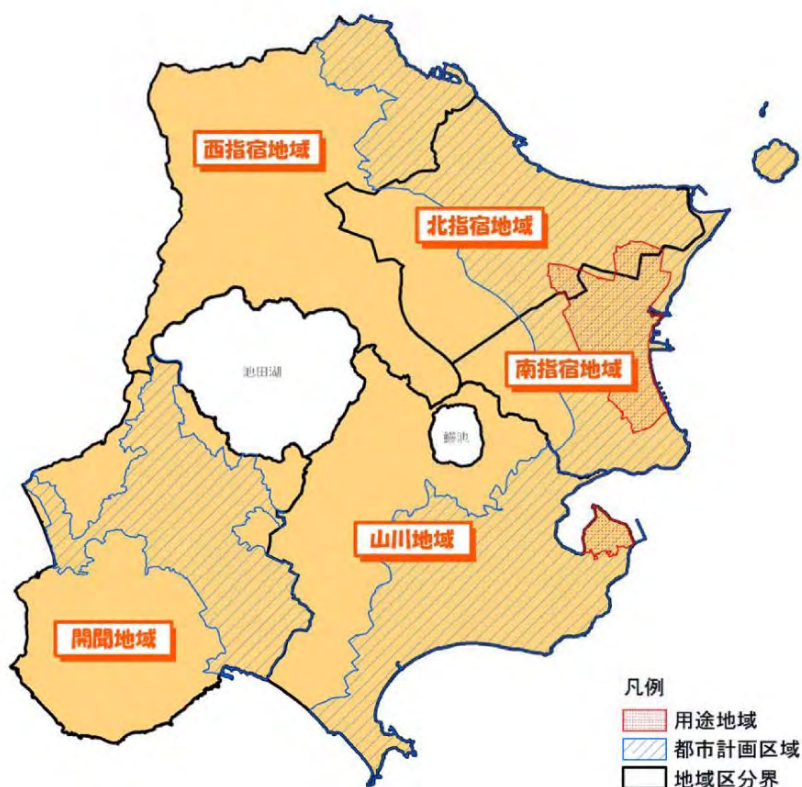 西指宿地域
北指宿地域
池田湖
南指宿地域
鰻池
山川地域
開聞地域
凡例
用途地域
都市計画区域
地域区分界